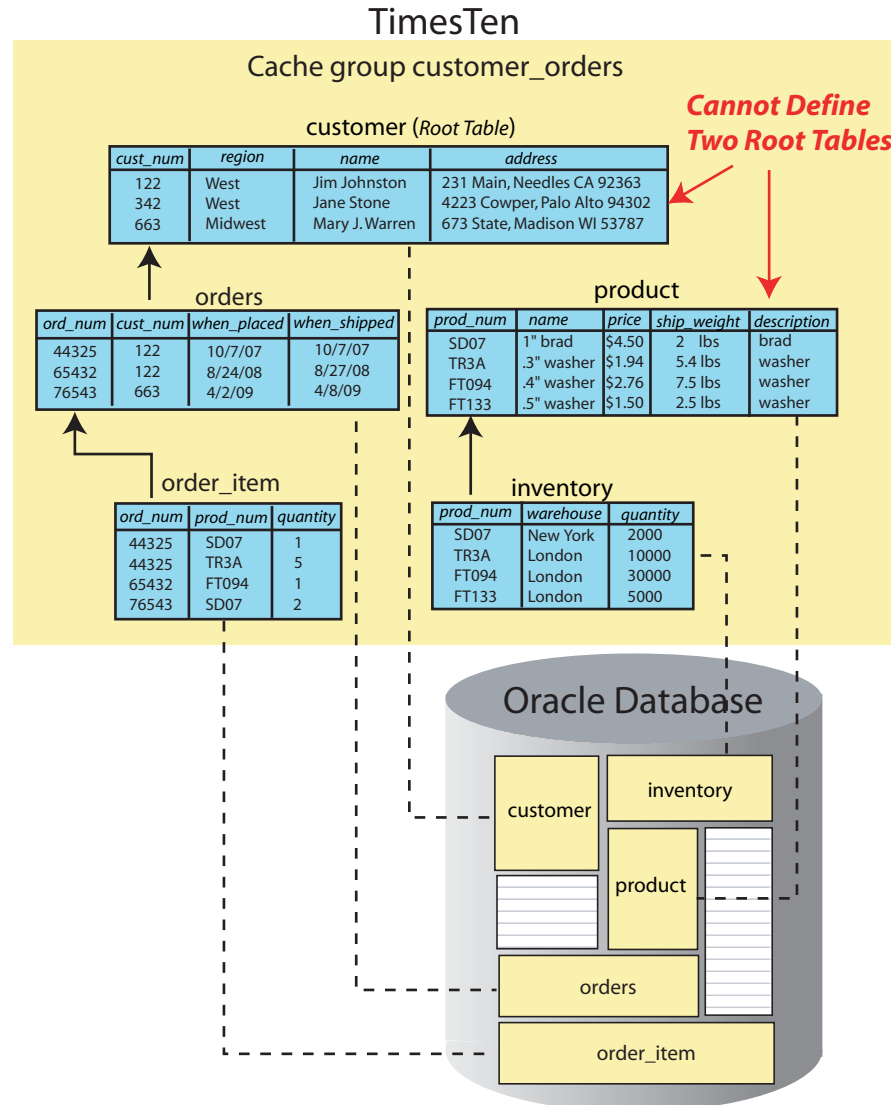 TimesTen
Cache group customer_orders
Cannot Define
Two Root Tables
customer (Root Table)
cust_num region name address
122 West Jim Johnston 231 Main, Needles CA 92363
342 West Jane Stone 4223 Cowper, Palo Alto 94302
663 Midwest Mary J. Warren 673 State, Madison WI 53787
orders
ord_num cust_num when_placed when_shipped
44325 122 10/7/07 10/7/07
65432 122 8/24/08 8/27/08
76543 663 4/2/09 4/8/09
product
prod_num name price ship_weight description
SD07 1" brad $4.50 2 lbs brad
TR3A .3" washer $1.94 5.4 lbs washer
FT094 .4" washer $2.76 7.5 lbs washer
FT133 .5" washer $1.50 2.5 lbs washer
order_item
ord_num prod_num quantity
44325 SD07 1
44325 TR3A 5
65432 FT094 1
76543 SD07 2
inventory
prod_num warehouse quantity
SD07 New York 2000
TR3A London 10000
FT094 London 30000
FT133 London 5000
Oracle Database
customer
inventory
product
orders
order_item